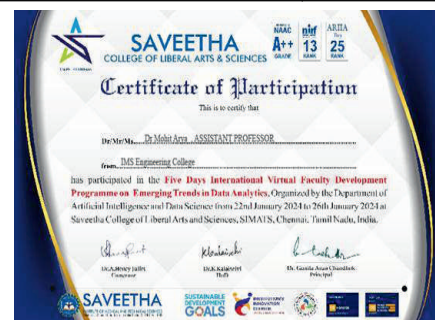 SAVEETHA
COLLEGE OF LIBERAL ARTS & SCIENCES
NAAC
A++
GRADE
nirf
13
RANK
ARIIA
25
RANK
Certificate of Participation
This is to certify that
Dr/Mr/Ms. Dr Mohit Arya ASSISTANT PROFESSOR
from IMS Engineering College
has participated in the Five Days International Virtual Faculty Development
Programme on Emerging Trends in Data Analytics, Organized by the Department of
Artificial Intelligence and Data Science from 22nd January 2024 to 26th January 2024 at
Saveetha College of Liberal Arts and Sciences, SIMATS, Chennai, Tamil Nadu, India.
Convenor
HoD
Principal
SAVEETHA
SUSTAINABLE
DEVELOPMENT
GOALS
INNOVATION